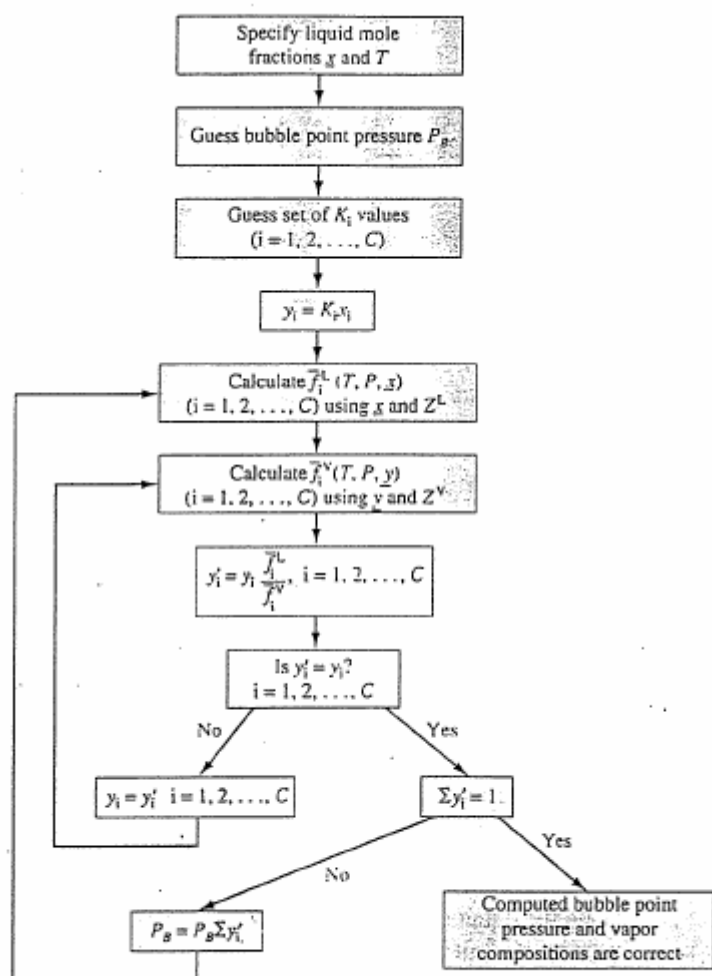 Specify liquid mole
fractions x and T
Guess bubble point pressure P_B.
Guess set of K_i values
(i = 1, 2, . . . , C)
y_i = K_i x_i
Calculate f̄_i^L (T, P, x)
(i = 1, 2, . . . , C) using x and Z^L
Calculate f̄_i^V (T, P, y)
(i = 1, 2, . . . , C) using y and Z^V
y_i′ = y_i f̄_i^L / f̄_i^V, i = 1, 2, . . . , C
Is y_i′ = y_i?
i = 1, 2, . . . , C
No
Yes
y_i = y_i′ i = 1, 2, . . . , C
Σy_i′ = 1
No
Yes
P_B = P_B Σy_i′
Computed bubble point
pressure and vapor
compositions are correct